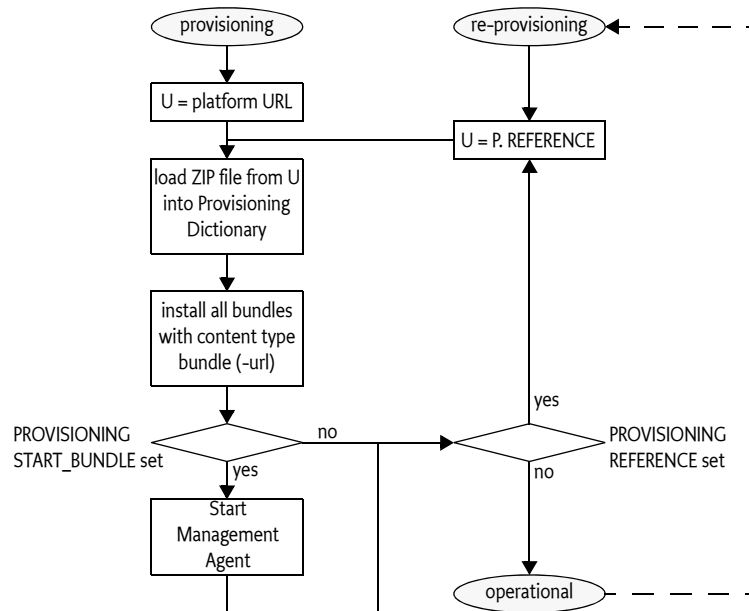 provisioning
re-provisioning
U = platform URL
U = P. REFERENCE
load ZIP file from U
into Provisioning
Dictionary
install all bundles
with content type
bundle (-url)
yes
no
PROVISIONING
START_BUNDLE set
PROVISIONING
REFERENCE set
yes
no
Start
Management
Agent
operational